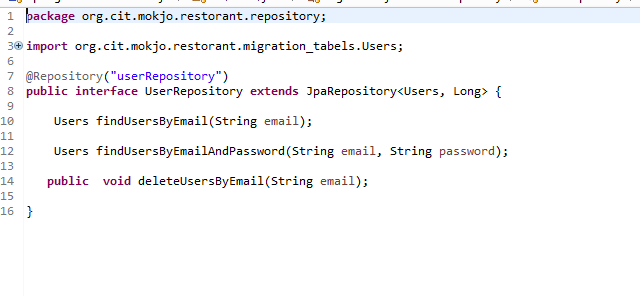 1 package org.cit.mokjo.restorant.repository;
2
3 import org.cit.mokjo.restorant.migration_tabels.Users;
6
7 @Repository("userRepository")
8 public interface UserRepository extends JpaRepository<Users, Long> {
9
10 Users findUsersByEmail(String email);
11
12 Users findUsersByEmailAndPassword(String email, String password);
13
14 public  void deleteUsersByEmail(String email);
15
16 }